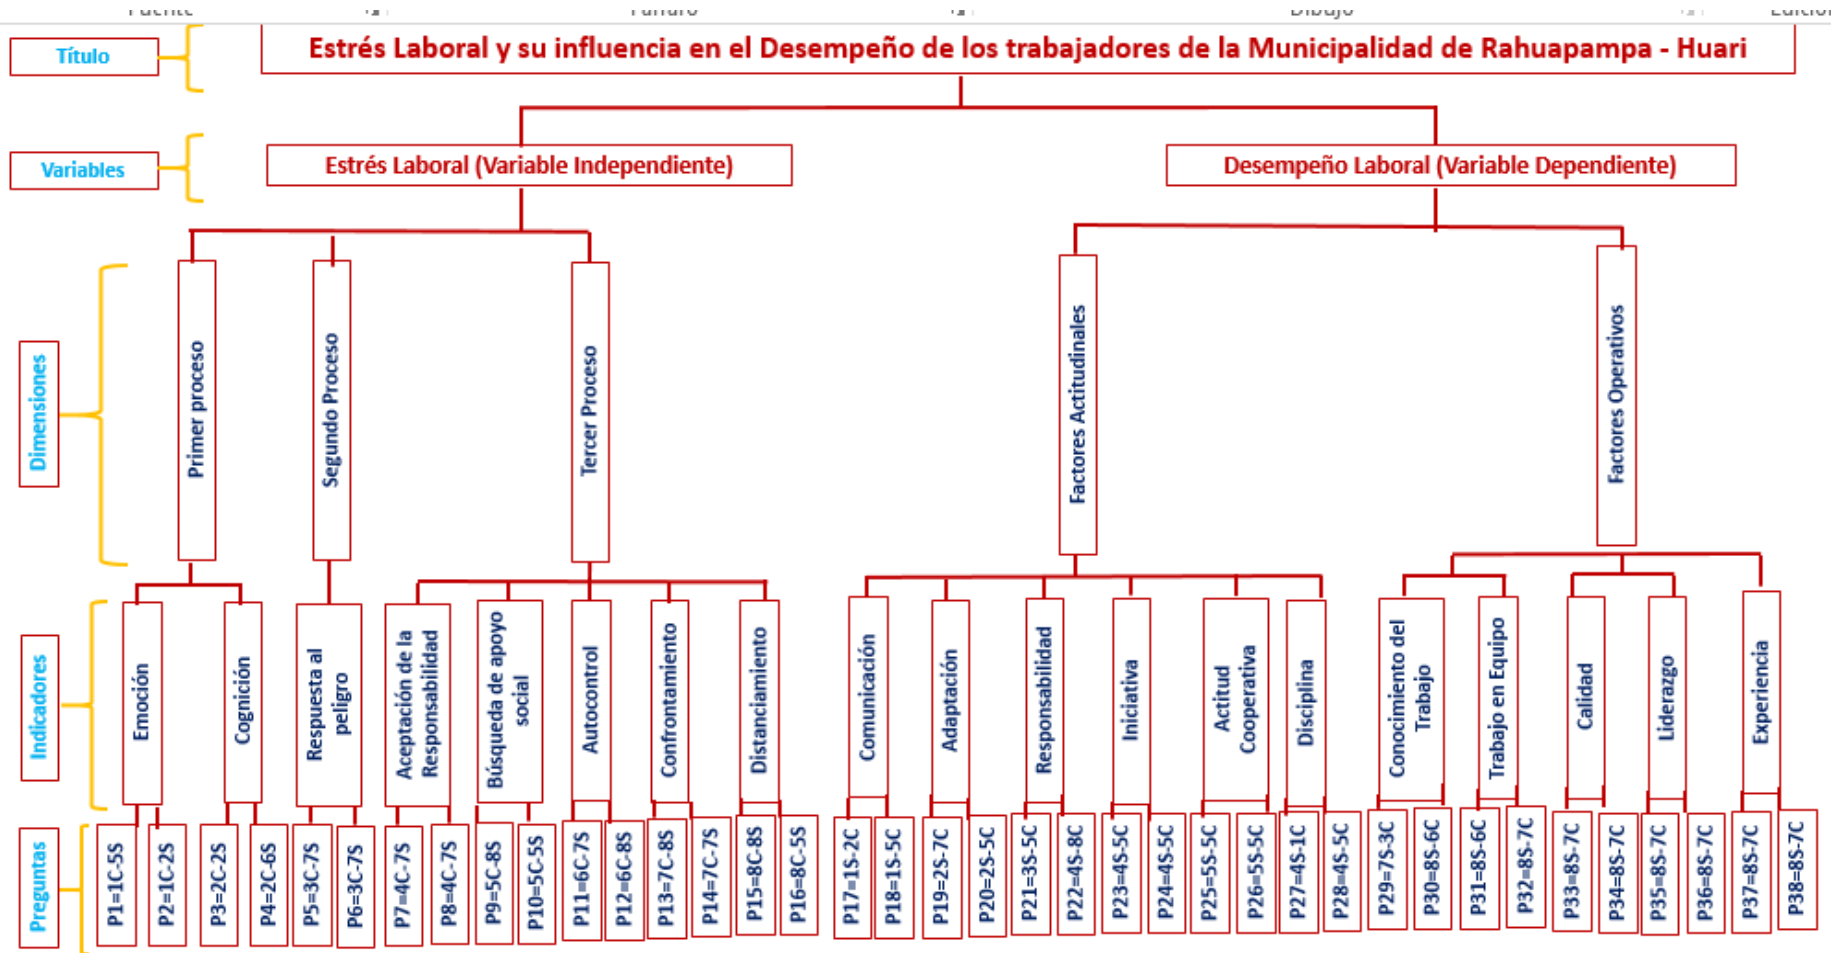 Título
Estrés Laboral y su influencia en el Desempeño de los trabajadores de la Municipalidad de Rahuapampa - Huari
Variables
Estrés Laboral (Variable Independiente)
Desempeño Laboral (Variable Dependiente)
Dimensiones
Primer proceso
Segundo Proceso
Tercer Proceso
Factores Actitudinales
Factores Operativos
Indicadores
Emoción
Cognición
Respuesta al
peligro
Aceptación de la
Responsabilidad
Búsqueda de apoyo
social
Autocontrol
Confrontamiento
Distanciamiento
Comunicación
Adaptación
Responsabilidad
Iniciativa
Actitud
Cooperativa
Disciplina
Conocimiento del
Trabajo
Trabajo en Equipo
Calidad
Liderazgo
Experiencia
Preguntas
P1=1C-5S
P2=1C-2S
P3=2C-2S
P4=2C-6S
P5=3C-7S
P6=3C-7S
P7=4C-7S
P8=4C-7S
P9=5C-8S
P10=5C-5S
P11=6C-7S
P12=6C-8S
P13=7C-8S
P14=7C-7S
P15=8C-8S
P16=8C-5S
P17=1S-2C
P18=1S-5C
P19=2S-7C
P20=2S-5C
P21=3S-5C
P22=4S-8C
P23=4S-5C
P24=4S-5C
P25=5S-5C
P26=5S-5C
P27=4S-1C
P28=4S-5C
P29=7S-3C
P30=8S-6C
P31=8S-6C
P32=8S-7C
P33=8S-7C
P34=8S-7C
P35=8S-7C
P36=8S-7C
P37=8S-7C
P38=8S-7C